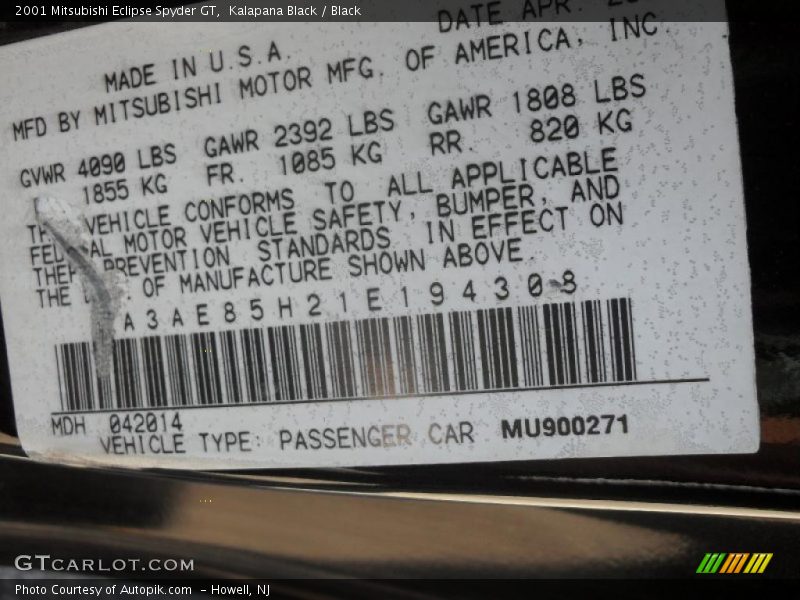 2001 Mitsubishi Eclipse Spyder GT, Kalapana Black / Black
DATE APR.
MADE IN U.S.A.
MFD BY MITSUBISHI MOTOR MFG. OF AMERICA, INC.
GVWR 4090 LBS GAWR 2392 LBS GAWR 1808 LBS
1855 KG FR. 1085 KG RR. 820 KG
VEHICLE CONFORMS TO ALL APPLICABLE
MOTOR VEHICLE SAFETY, BUMPER, AND
PREVENTION STANDARDS IN EFFECT ON
THE OF MANUFACTURE SHOWN ABOVE.
A3AE85H21E194308
MDH 042014
VEHICLE TYPE: PASSENGER CAR MU900271
GTCARLOT.COM
Photo Courtesy of Autopik.com - Howell, NJ